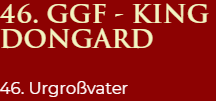 46. GGF - KING
DONGARD
46. Urgroßvater